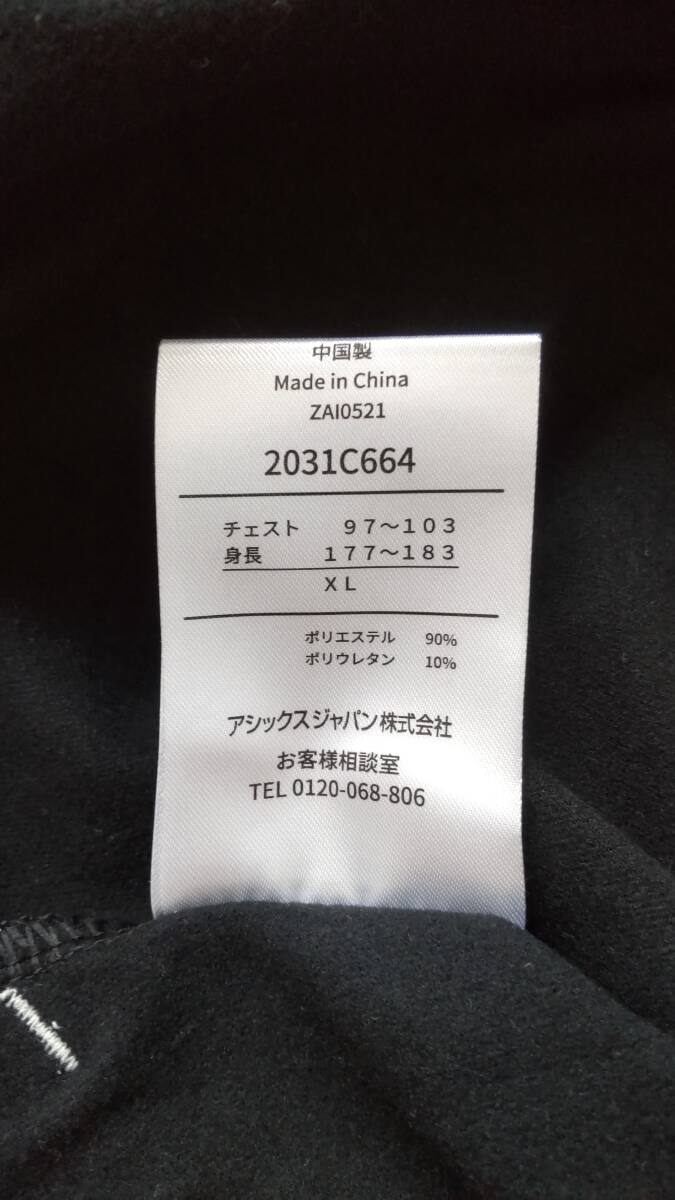 中国製
Made in China
ZAI0521
2031C664
チェスト ９７～１０３
身長 １７７～１８３
ＸＬ
ポリエステル 90%
ポリウレタン 10%
アシックスジャパン株式会社
お客様相談室
TEL 0120-068-806